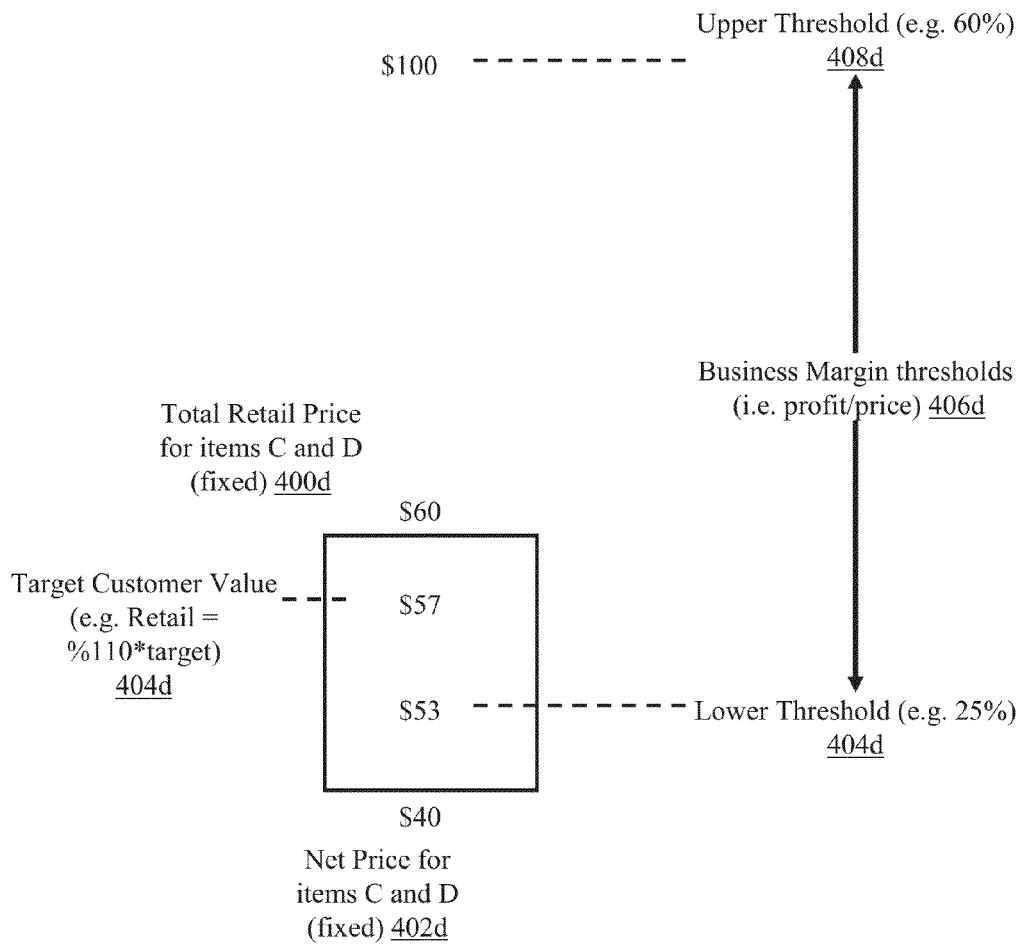 Upper Threshold (e.g. 60%)
408d
$100
Business Margin thresholds
(i.e. profit/price) 406d
Total Retail Price
for items C and D
(fixed) 400d
$60
Target Customer Value
(e.g. Retail =
%110*target)
404d
$57
$53
Lower Threshold (e.g. 25%)
404d
$40
Net Price for
items C and D
(fixed) 402d